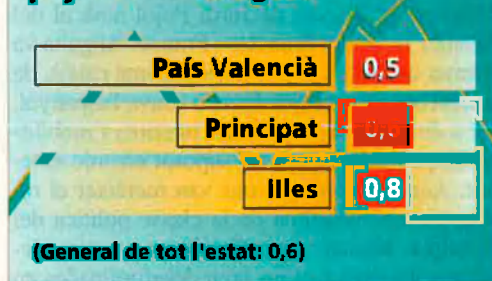 País Valencià 0,5
Principat
illes 0,8
(General de tot l'estat: 0,6)